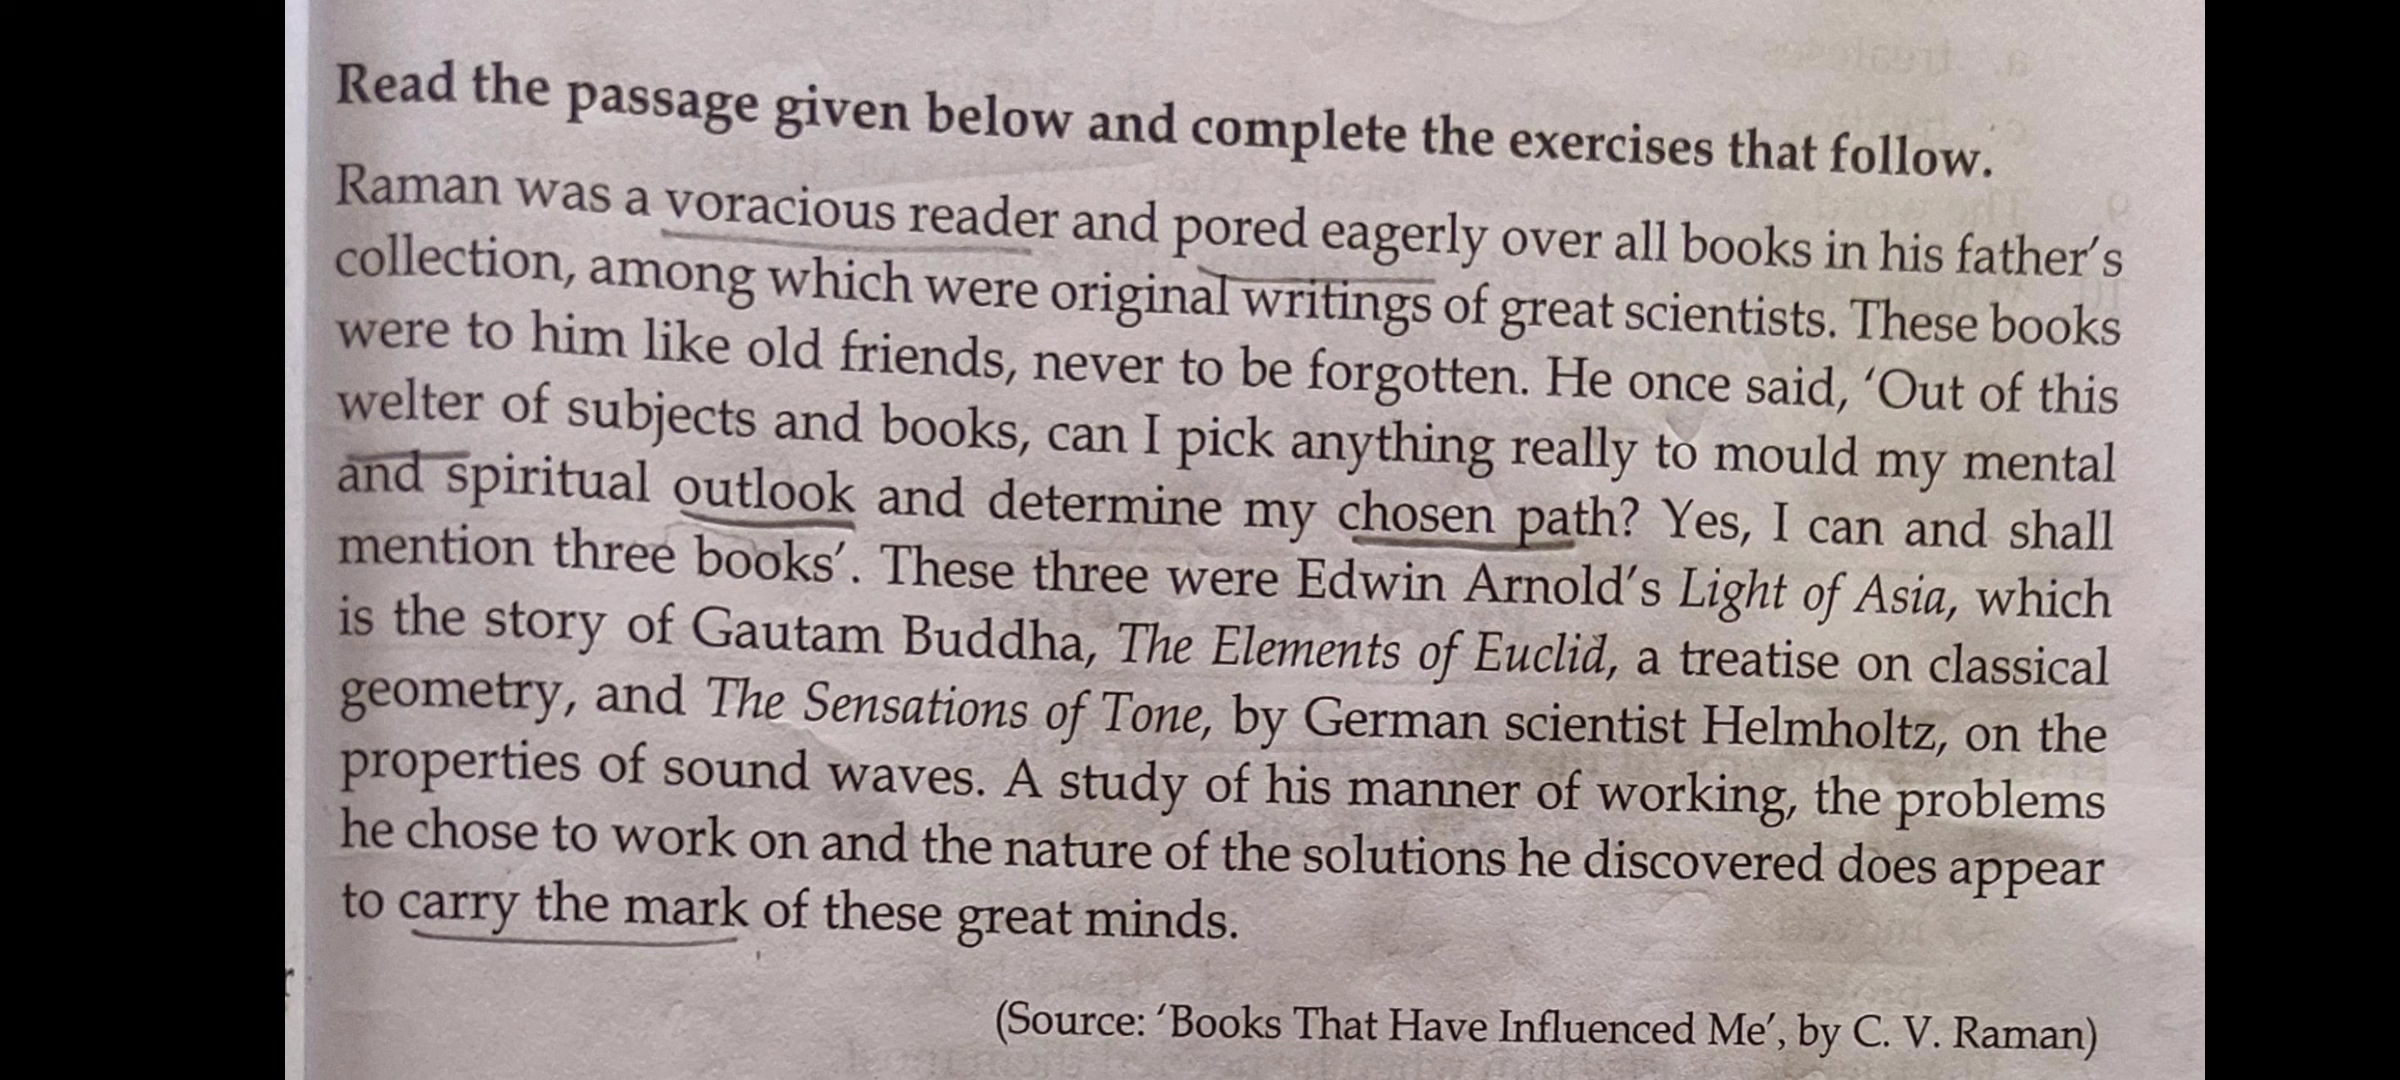 Read the passage given below and complete the exercises that follow.
Raman was a voracious reader and pored eagerly over all books in his father's
collection, among which were original writings of great scientists. These books
were to him like old friends, never to be forgotten. He once said, ‘Out of this
welter of subjects and books, can I pick anything really to mould my mental
and spiritual outlook and determine my chosen path? Yes, I can and shall
mention three books’. These three were Edwin Arnold's Light of Asia, which
is the story of Gautam Buddha, The Elements of Euclid, a treatise on classical
geometry, and The Sensations of Tone, by German scientist Helmholtz, on the
properties of sound waves. A study of his manner of working, the problems
he chose to work on and the nature of the solutions he discovered does appear
to carry the mark of these great minds.
(Source: ‘Books That Have Influenced Me’, by C. V. Raman)